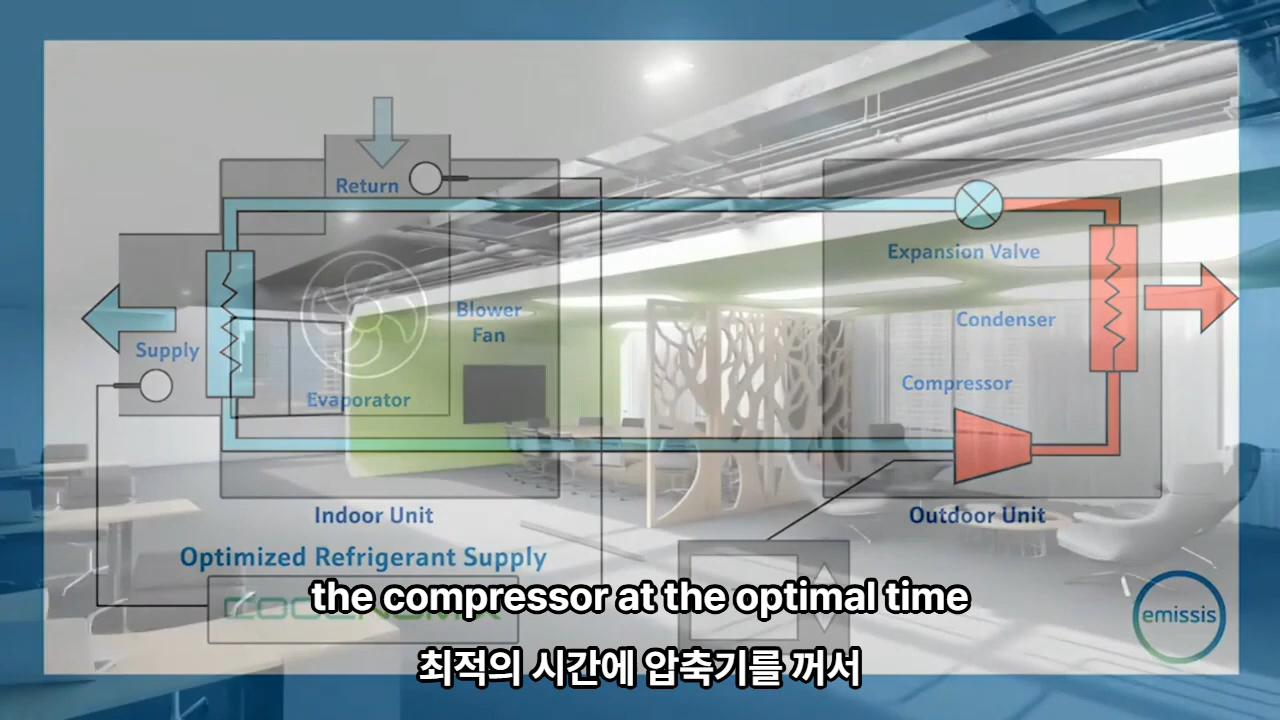 Return
Expansion Valve
Blower
Fan
Condenser
Supply
Compressor
Evaporator
Indoor Unit
Outdoor Unit
Optimized Refrigerant Supply
the compressor at the optimal time
emissis
최적의 시간에 압축기를 꺼서